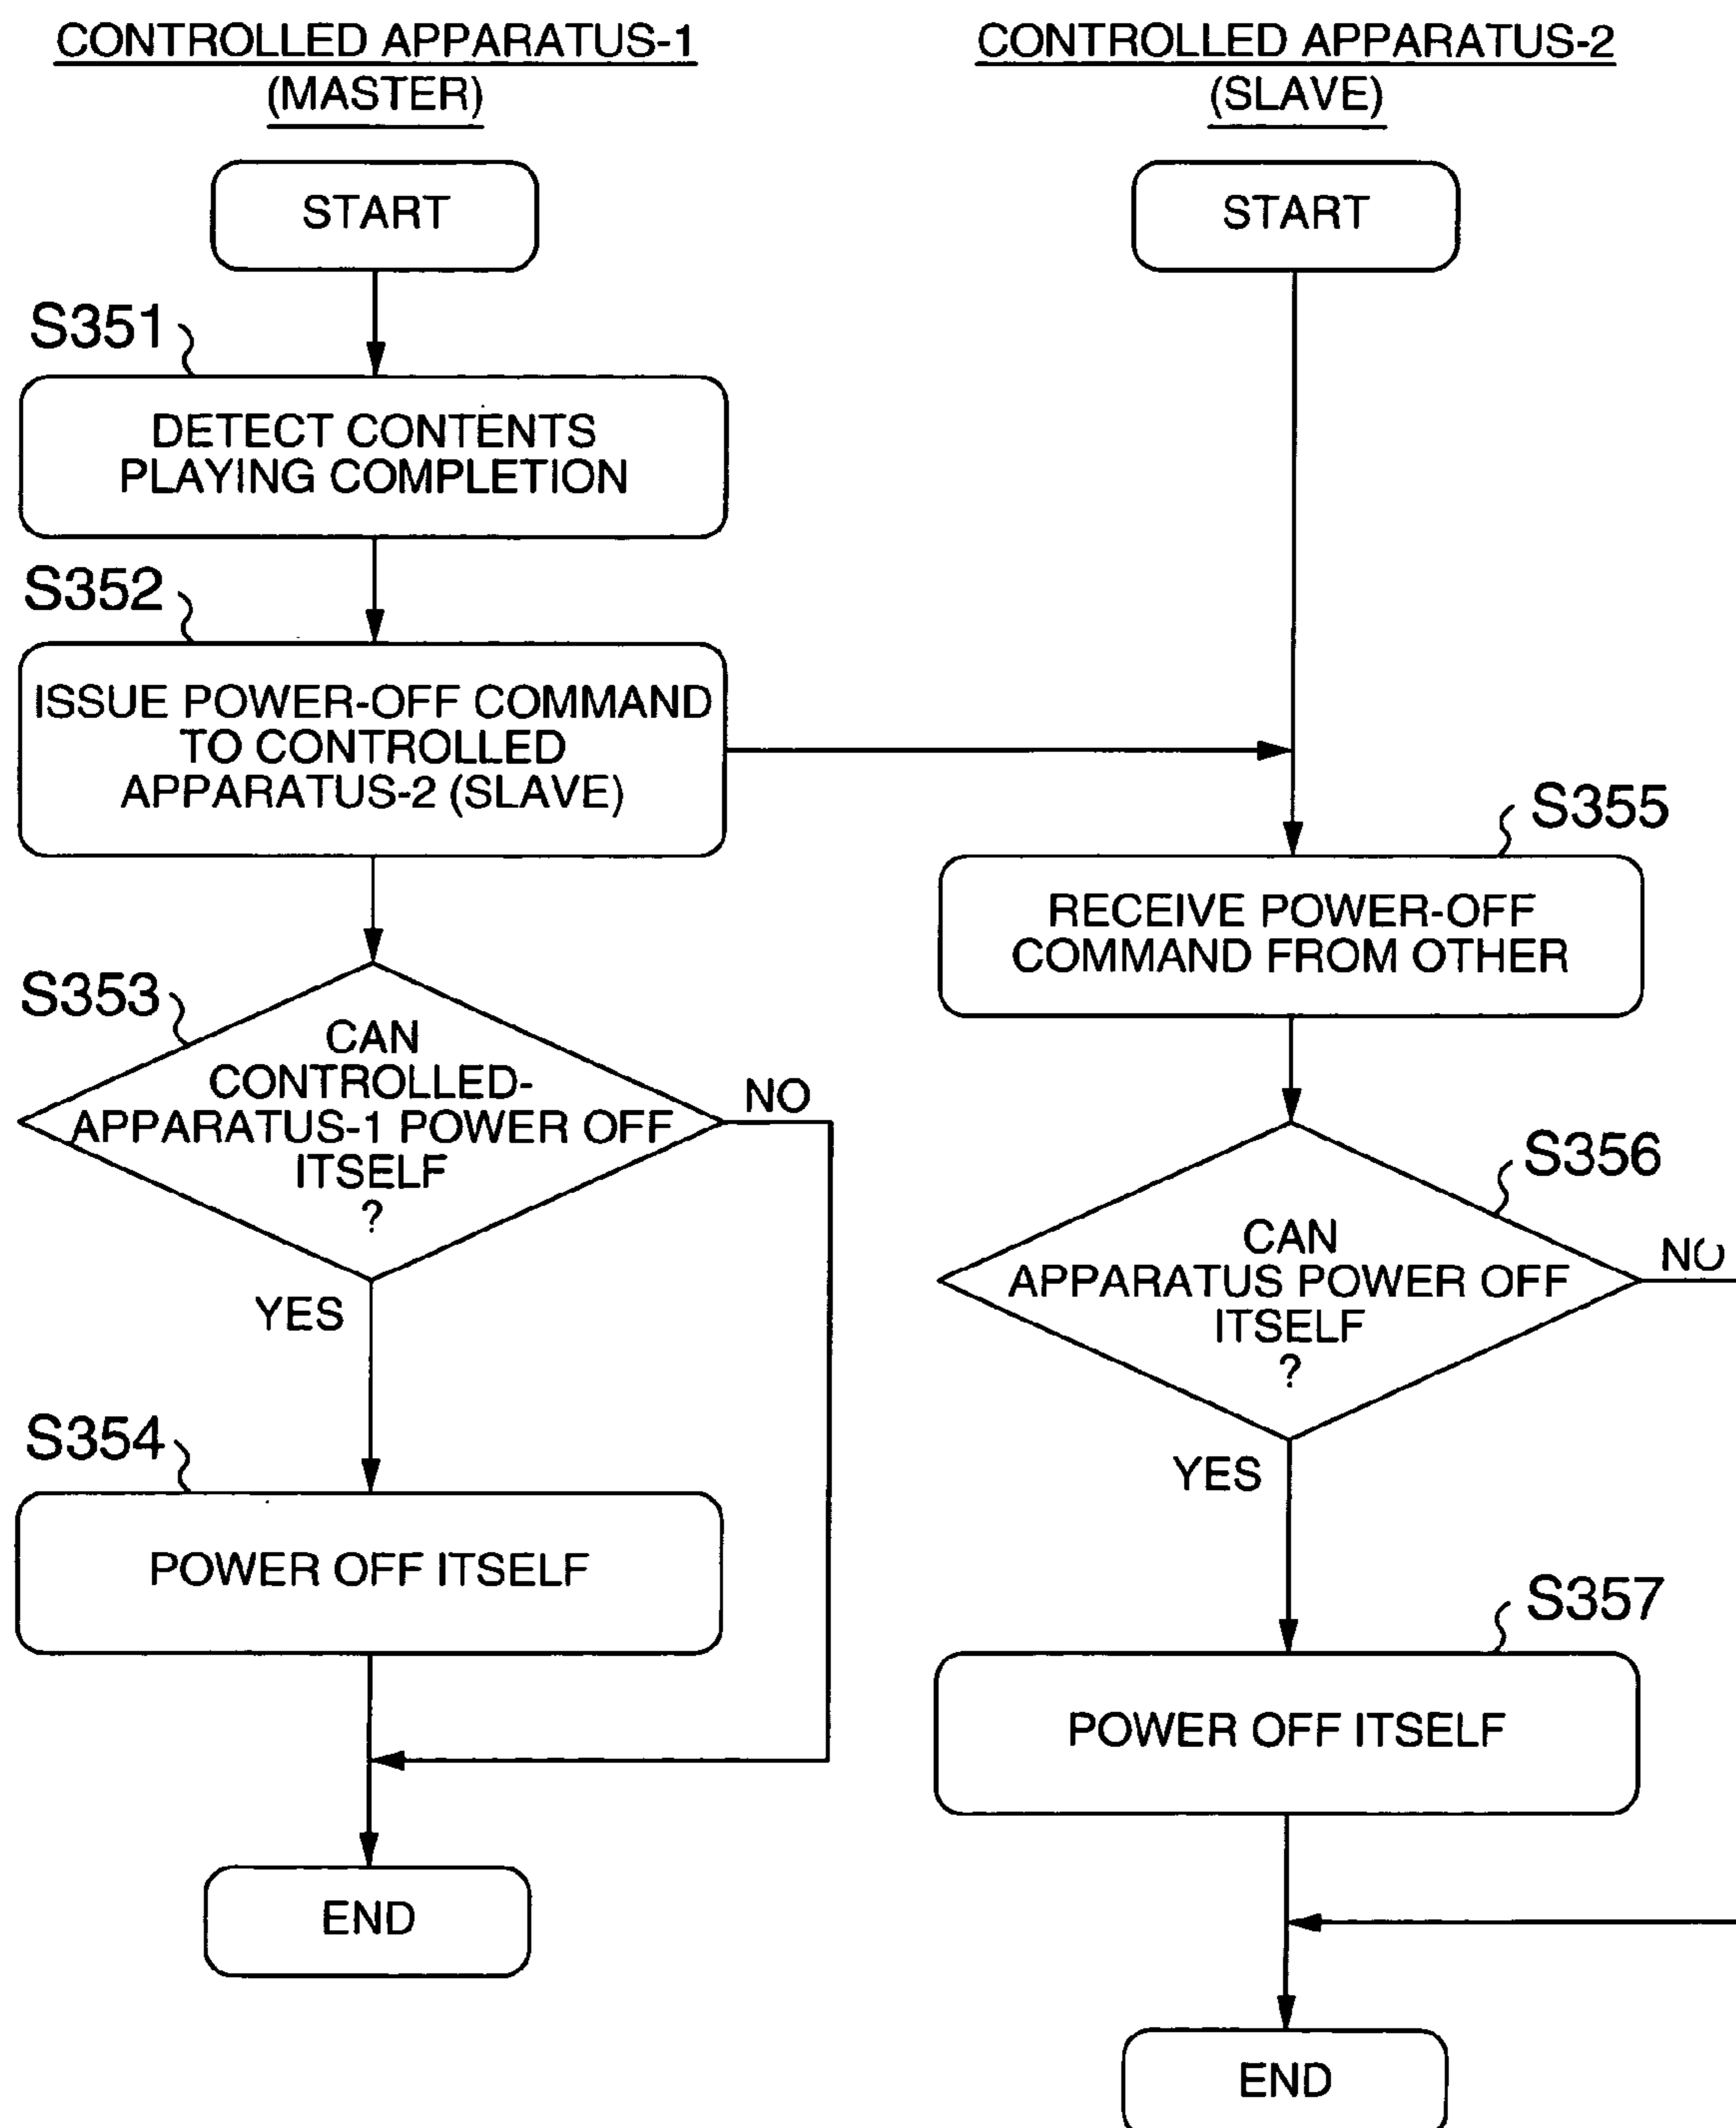 CONTROLLED APPARATUS-1
(MASTER)
START
S351
DETECT CONTENTS
PLAYING COMPLETION
S352
ISSUE POWER-OFF COMMAND
TO CONTROLLED
APPARATUS-2 (SLAVE)
S353
CAN
CONTROLLED-
APPARATUS-1 POWER OFF
ITSELF
?
NO
YES
S354
POWER OFF ITSELF
END
CONTROLLED APPARATUS-2
(SLAVE)
START
S355
RECEIVE POWER-OFF
COMMAND FROM OTHER
S356
CAN
APPARATUS POWER OFF
ITSELF
?
NO
YES
S357
POWER OFF ITSELF
END